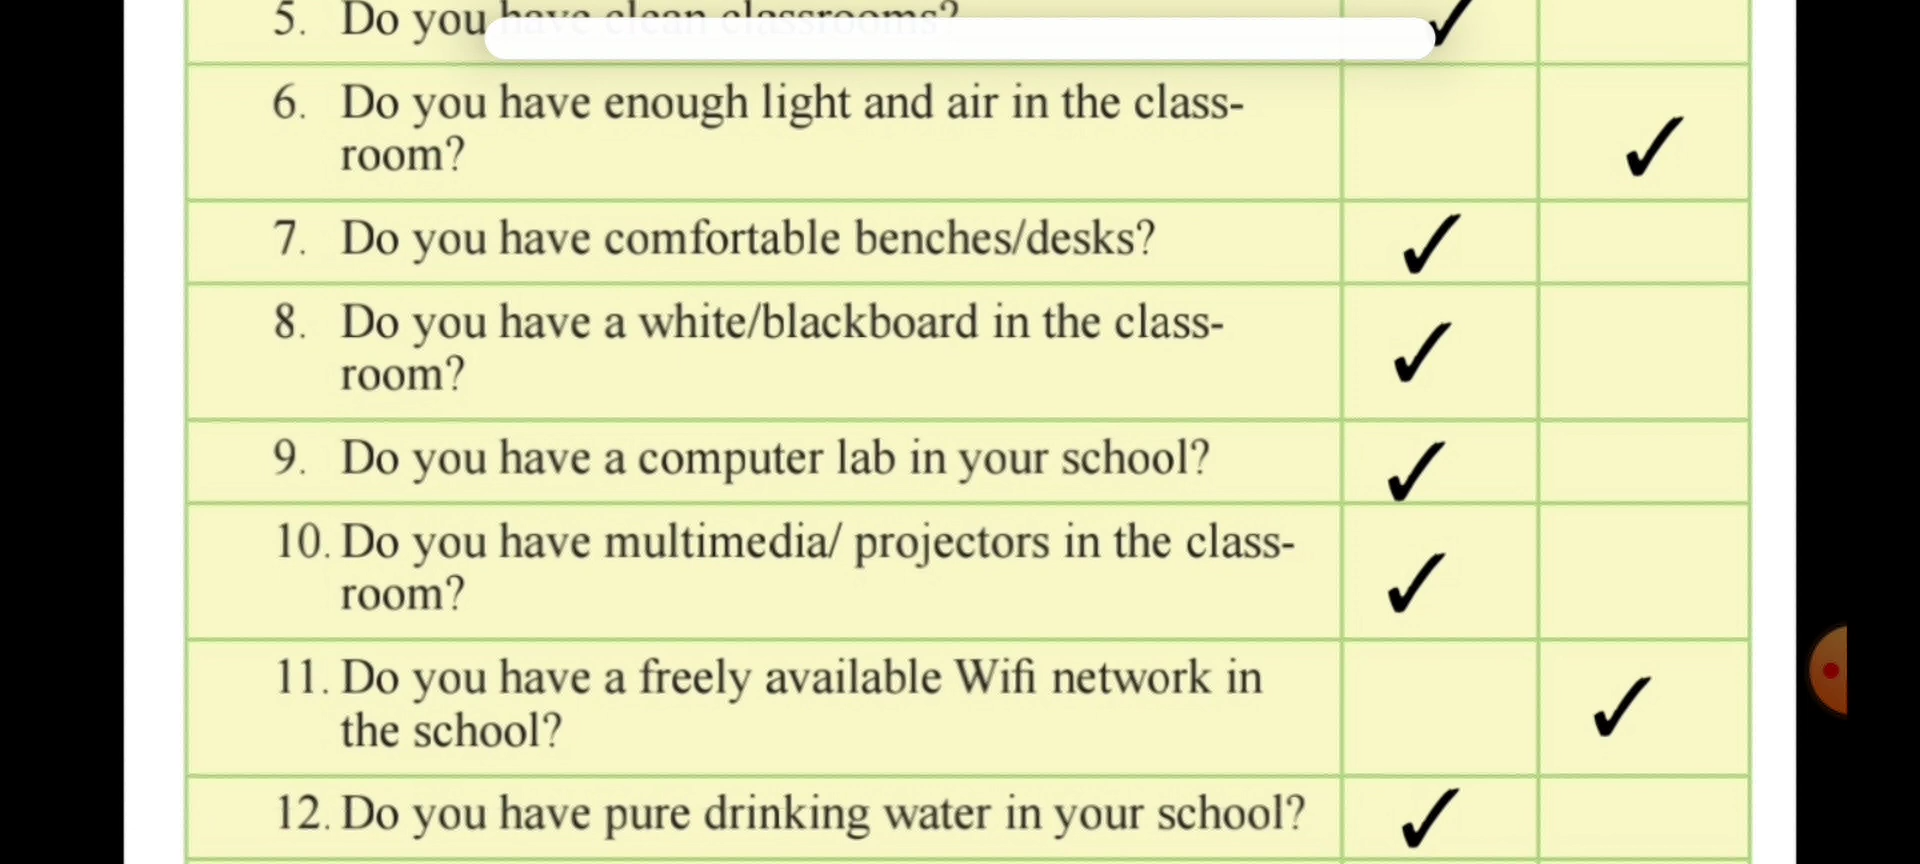 5. Do you have clean classrooms? ✓
6. Do you have enough light and air in the class-
room? ✓
7. Do you have comfortable benches/desks? ✓
8. Do you have a white/blackboard in the class-
room? ✓
9. Do you have a computer lab in your school? ✓
10. Do you have multimedia/ projectors in the class-
room? ✓
11. Do you have a freely available Wifi network in
the school? ✓
12. Do you have pure drinking water in your school? ✓